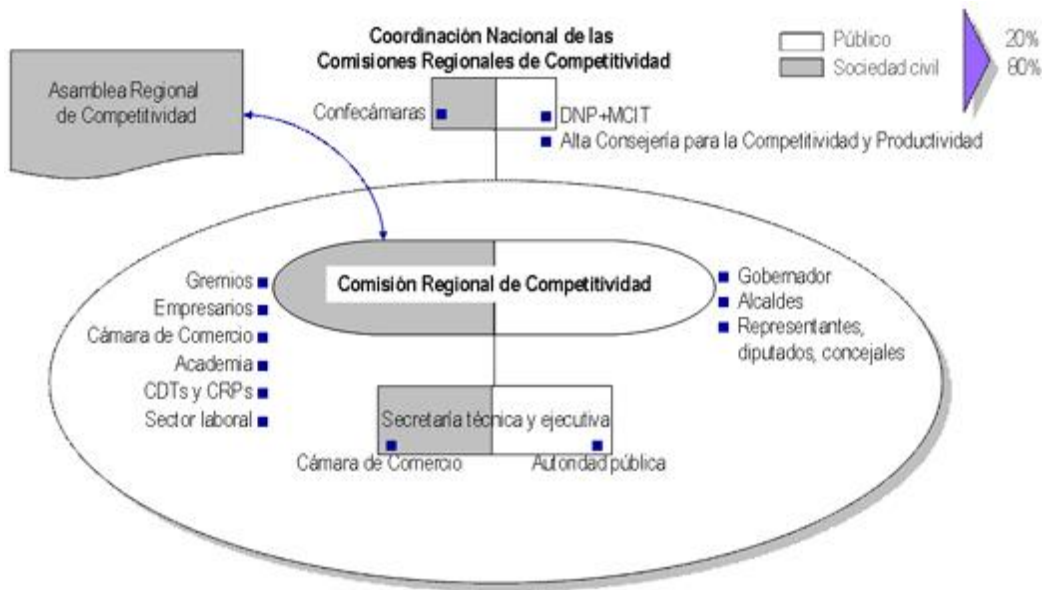 Coordinación Nacional de las
Comisiones Regionales de Competitividad
Público
20%
Sociedad civil
80%
Asamblea Regional
de Competitividad
Confecámaras
DNP+MCIT
Alta Consejería para la Competitividad y Productividad
Comisión Regional de Competitividad
Gremios
Empresarios
Cámara de Comercio
Academia
CDTs y CRPs
Sector laboral
Gobernador
Alcaldes
Representantes,
diputados, concejales
Secretaría técnica y ejecutiva
Cámara de Comercio
Autoridad pública